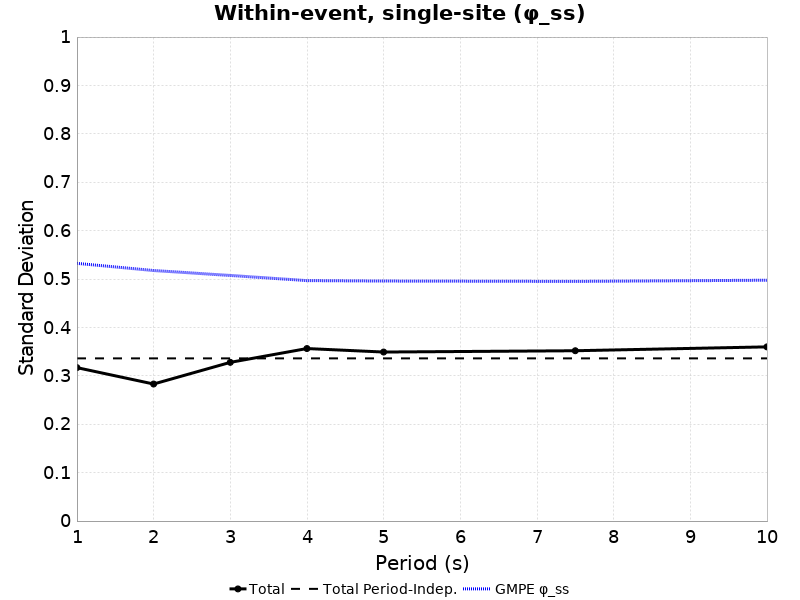 Within-event, single-site (φ_ss)
1
0.9
0.8
0.7
0.6
0.5
0.4
0.3
0.2
0.1
0
Standard Deviation
1 2 3 4 5 6 7 8 9 10
Period (s)
Total Total Period-Indep. GMPE φ_ss